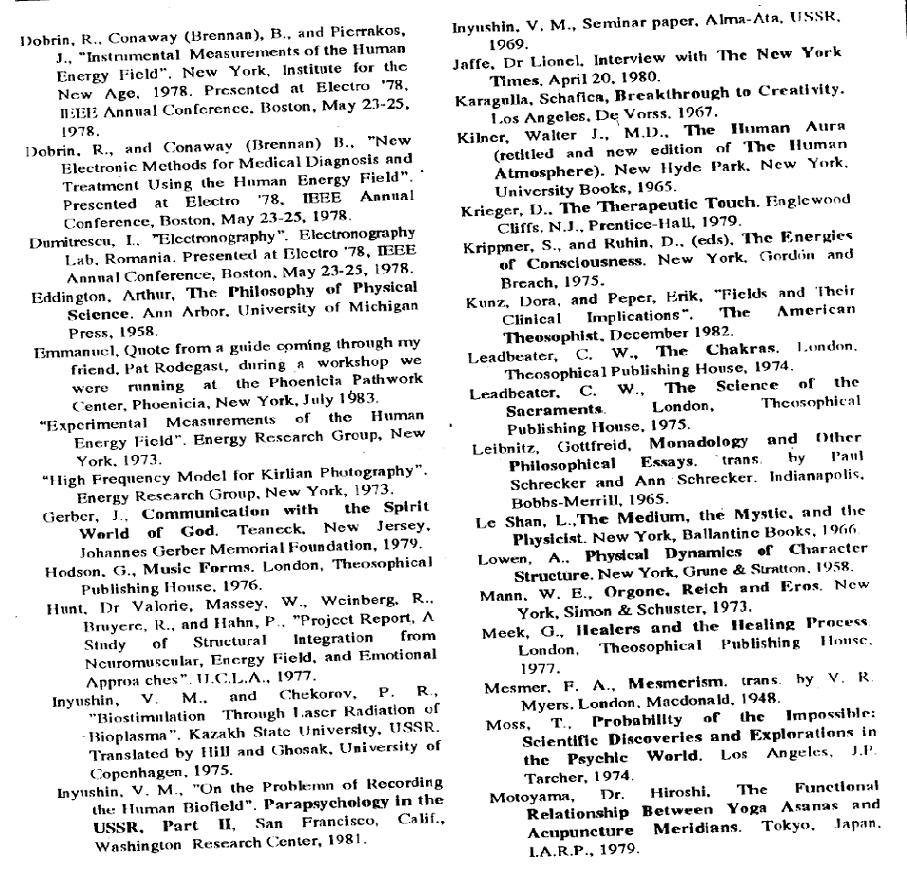 Dobrin, R., Conaway (Brennan), B., and Pierrakos,
J., "Instrumental Measurements of the Human
Energy Field". New York, Institute for the
New Age, 1978. Presented at Electro '78,
IEEE Annual Conference, Boston, May 23-25,
1978.
Dobrin, R., and Conaway (Brennan) B., "New
Electronic Methods for Medical Diagnosis and
Treatment Using the Human Energy Field".
Presented at Electro '78, IEEE Annual
Conference, Boston, May 23-25, 1978.
Dumitrescu, I., "Electronography". Electronography
Lab, Romania. Presented at Electro '78, IEEE
Annual Conference, Boston, May 23-25, 1978.
Eddington, Arthur, The Philosophy of Physical
Science. Ann Arbor, University of Michigan
Press, 1958.
Emmanuel, Quote from a guide coming through my
friend, Pat Rodegast, during a workshop we
were running at the Phoenicia Pathwork
Center, Phoenicia, New York, July 1983.
"Experimental Measurements of the Human
Energy Field". Energy Research Group, New
York, 1973.
"High Frequency Model for Kirlian Photography".
Energy Research Group, New York, 1973.
Gerber, J., Communication with the Spirit
World of God. Teaneck, New Jersey,
Johannes Gerber Memorial Foundation, 1979.
Hodson, G., Music Forms. London, Theosophical
Publishing House, 1976.
Hunt, Dr Valorie, Massey, W., Weinberg, R.,
Bruyere, R., and Hahn, P., "Project Report, A
Study of Structural Integration from
Neuromuscular, Energy Field, and Emotional
Approa ches". U.C.L.A., 1977.
Inyushin, V. M., and Chekorov, P. R.,
"Biostimulation Through Laser Radiation of
Bioplasma". Kazakh State University, USSR.
Translated by Hill and Ghosak, University of
Copenhagen, 1975.
Inyushin, V. M., "On the Problemn of Recording
the Human Biofield". Parapsychology in the
USSR, Part II, San Francisco, Calif.,
Washington Research Center, 1981.
Inyushin, V. M., Seminar paper, Alma-Ata, USSR,
1969.
Jaffe, Dr Lionel, Interview with The New York
Times, April 20, 1980.
Karagulla, Schafica, Breakthrough to Creativity.
Los Angeles, De Vorss, 1967.
Kilner, Walter J., M.D., The Human Aura
(retitled and new edition of The Human
Atmosphere). New Hyde Park, New York,
University Books, 1965.
Krieger, D., The Therapeutic Touch. Englewood
Cliffs, N.J., Prentice-Hall, 1979.
Krippner, S., and Ruhin, D., (eds), The Energies
of Consciousness. New York, Gordon and
Breach, 1975.
Kunz, Dora, and Peper, Erik, "Fields and Their
Clinical Implications". The American
Theosophist, December 1982.
Leadbeater, C. W., The Chakras. London,
Theosophical Publishing House, 1974.
Leadbeater, C. W., The Science of the
Sacraments. London, Theosophical
Publishing House, 1975.
Leibnitz, Gottfreid, Monadology and Other
Philosophical Essays. trans. by Paul
Schrecker and Ann Schrecker. Indianapolis,
Bobbs-Merrill, 1965.
Le Shan, L.,The Medium, the Mystic, and the
Physicist. New York, Ballantine Books, 1966.
Lowen, A., Physical Dynamics of Character
Structure. New York, Grune & Stratton, 1958.
Mann, W. E., Orgone, Reich and Eros. New
York, Simon & Schuster, 1973.
Meek, G., Healers and the Healing Process
London, Theosophical Publishing House,
1977.
Mesmer, F. A., Mesmerism. trans. by V. R.
Myers. London, Macdonald, 1948.
Moss, T., Probability of the Impossible:
Scientific Discoveries and Explorations in
the Psychic World. Los Angeles, J.P.
Tarcher, 1974.
Motoyama, Dr. Hiroshi, The Functional
Relationship Between Yoga Asanas and
Acupuncture Meridians. Tokyo, Japan,
I.A.R.P., 1979.